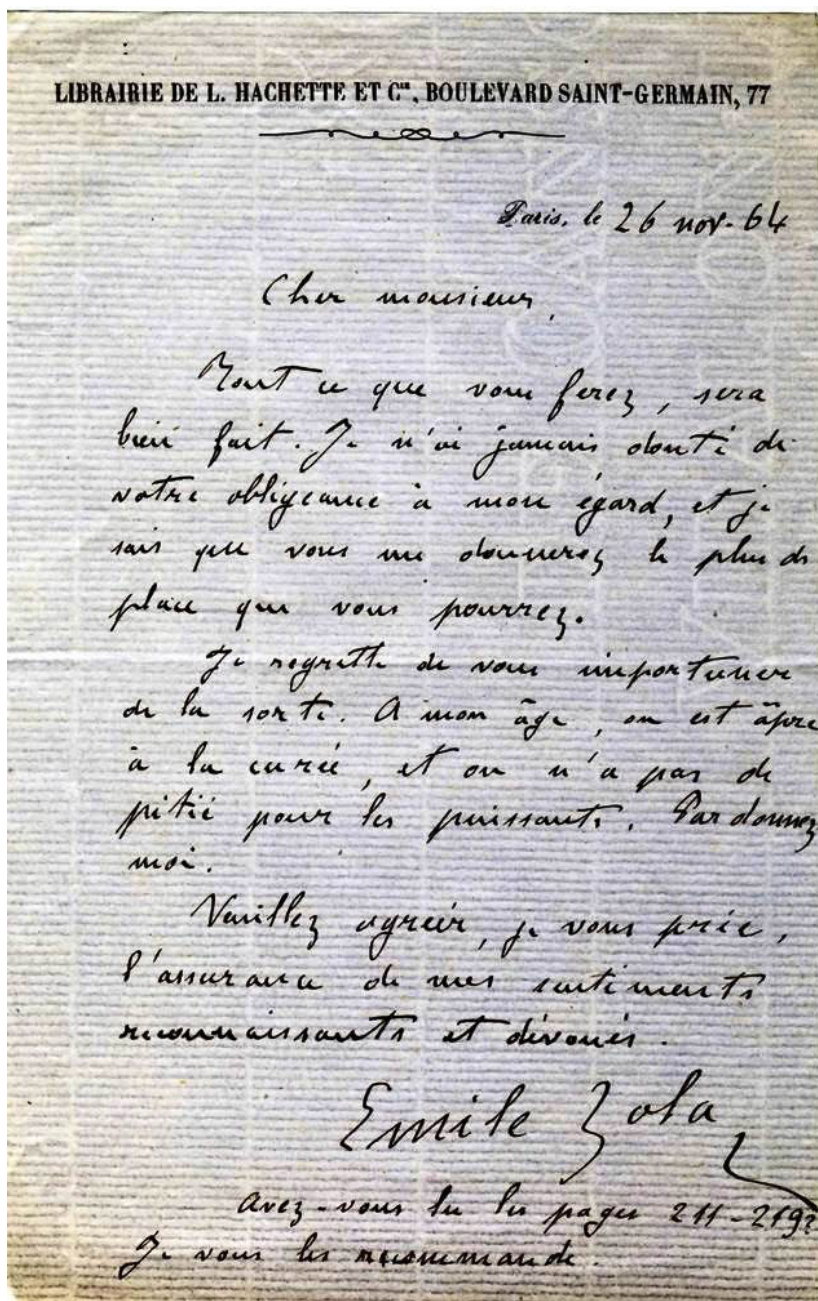 LIBRAIRIE DE L. HACHETTE ET Cie, BOULEVARD SAINT-GERMAIN, 77
Paris, le 26 nov. 64
Cher monsieur,
Tout ce que vous ferez, sera
bien fait. Je n'ai jamais douté de
votre obligeance à mon égard, et je
sais que vous me donnerez le plus de
place que vous pourrez.
Je regrette de vous importuner
de la sorte. A mon âge, on est âpre
à la curée, et on n'a pas de
pitié pour les puissants. Pardonnez
moi.
Veuillez agréer, je vous prie,
l'assurance de mes sentiments
reconnaissants et dévoués.
Emile Zola
Avez-vous lu les pages 211-219?
Je vous les recommande.